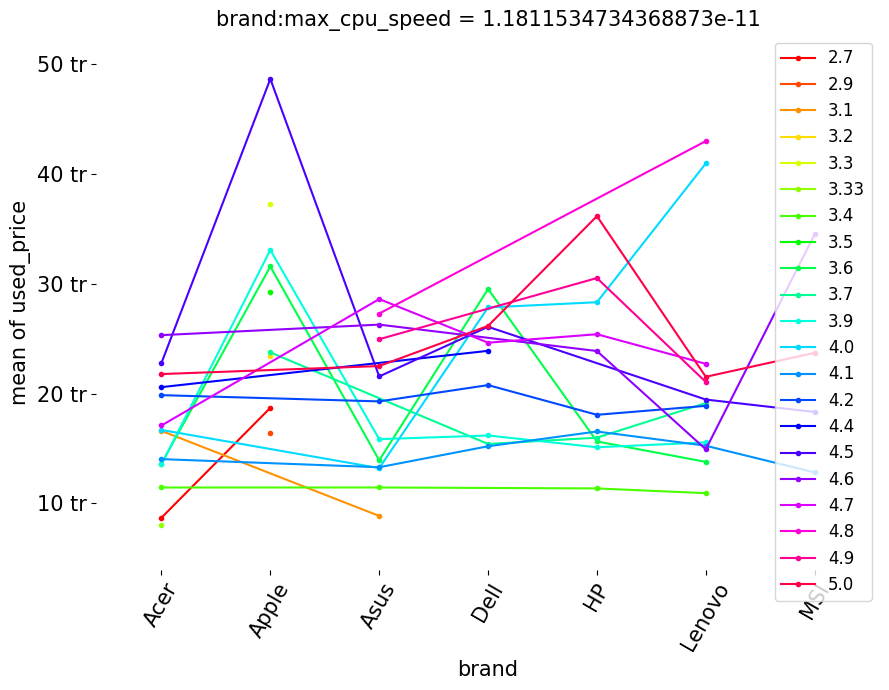 brand:max_cpu_speed = 1.1811534734368873e-11
50 tr
40 tr
30 tr
20 tr
10 tr
mean of used_price
Acer
Apple
Asus
Dell
HP
Lenovo
MSI
brand
2.7
2.9
3.1
3.2
3.3
3.33
3.4
3.5
3.6
3.7
3.9
4.0
4.1
4.2
4.4
4.5
4.6
4.7
4.8
4.9
5.0